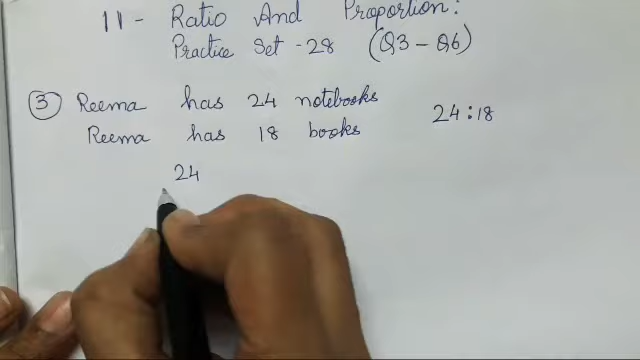 11 - Ratio And Proportion:
Practice Set - 28 (Q3 - Q6)
3 Reema has 24 notebooks
Reema has 18 books
24:18
24